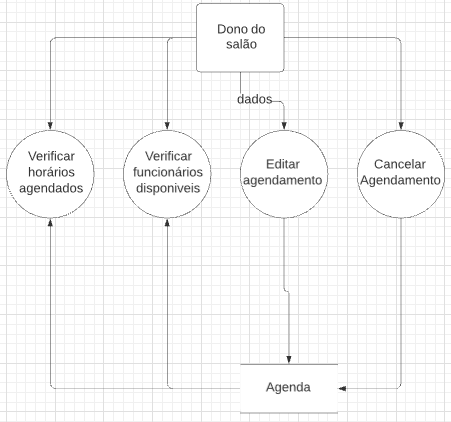 Dono do
salão
dados
Verificar
horários
agendados
Verificar
funcionários
disponiveis
Editar
agendamento
Cancelar
Agendamento
Agenda